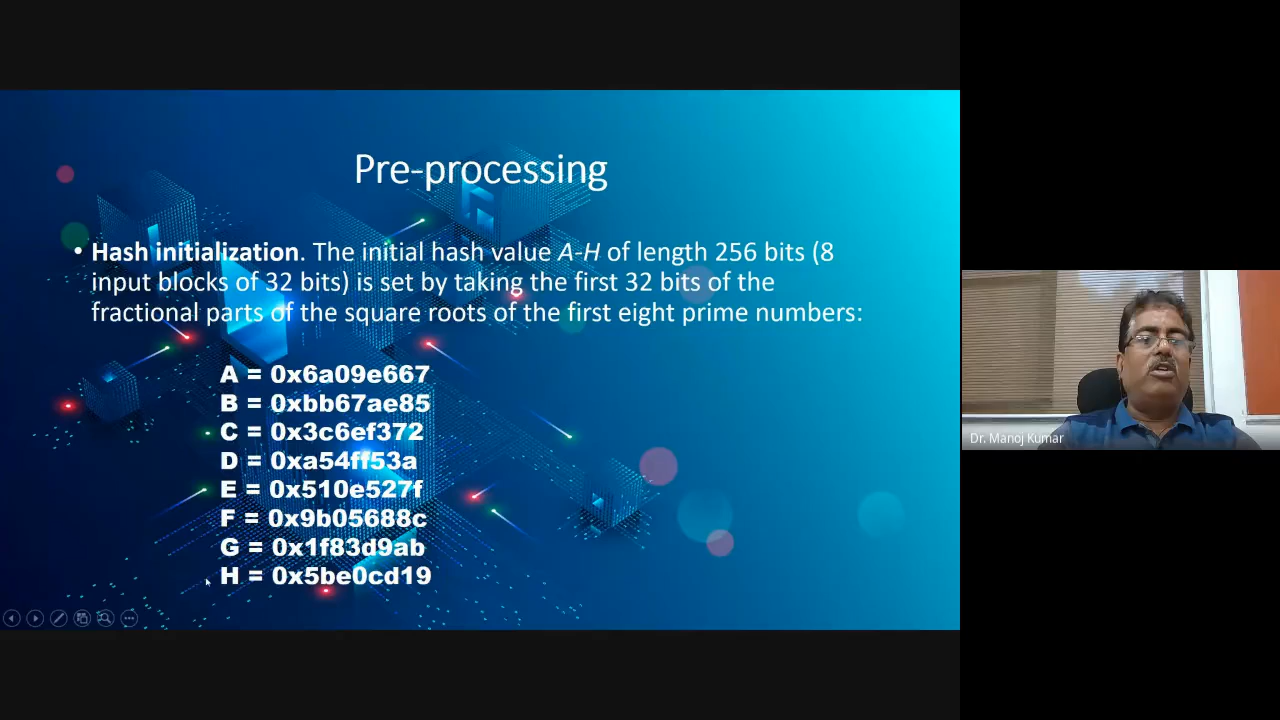 Pre-processing
• Hash initialization. The initial hash value A-H of length 256 bits (8
input blocks of 32 bits) is set by taking the first 32 bits of the
fractional parts of the square roots of the first eight prime numbers:
A = 0x6a09e667
B = 0xbb67ae85
C = 0x3c6ef372
D = 0xa54ff53a
E = 0x510e527f
F = 0x9b05688c
G = 0x1f83d9ab
H = 0x5be0cd19
Dr. Manoj Kumar